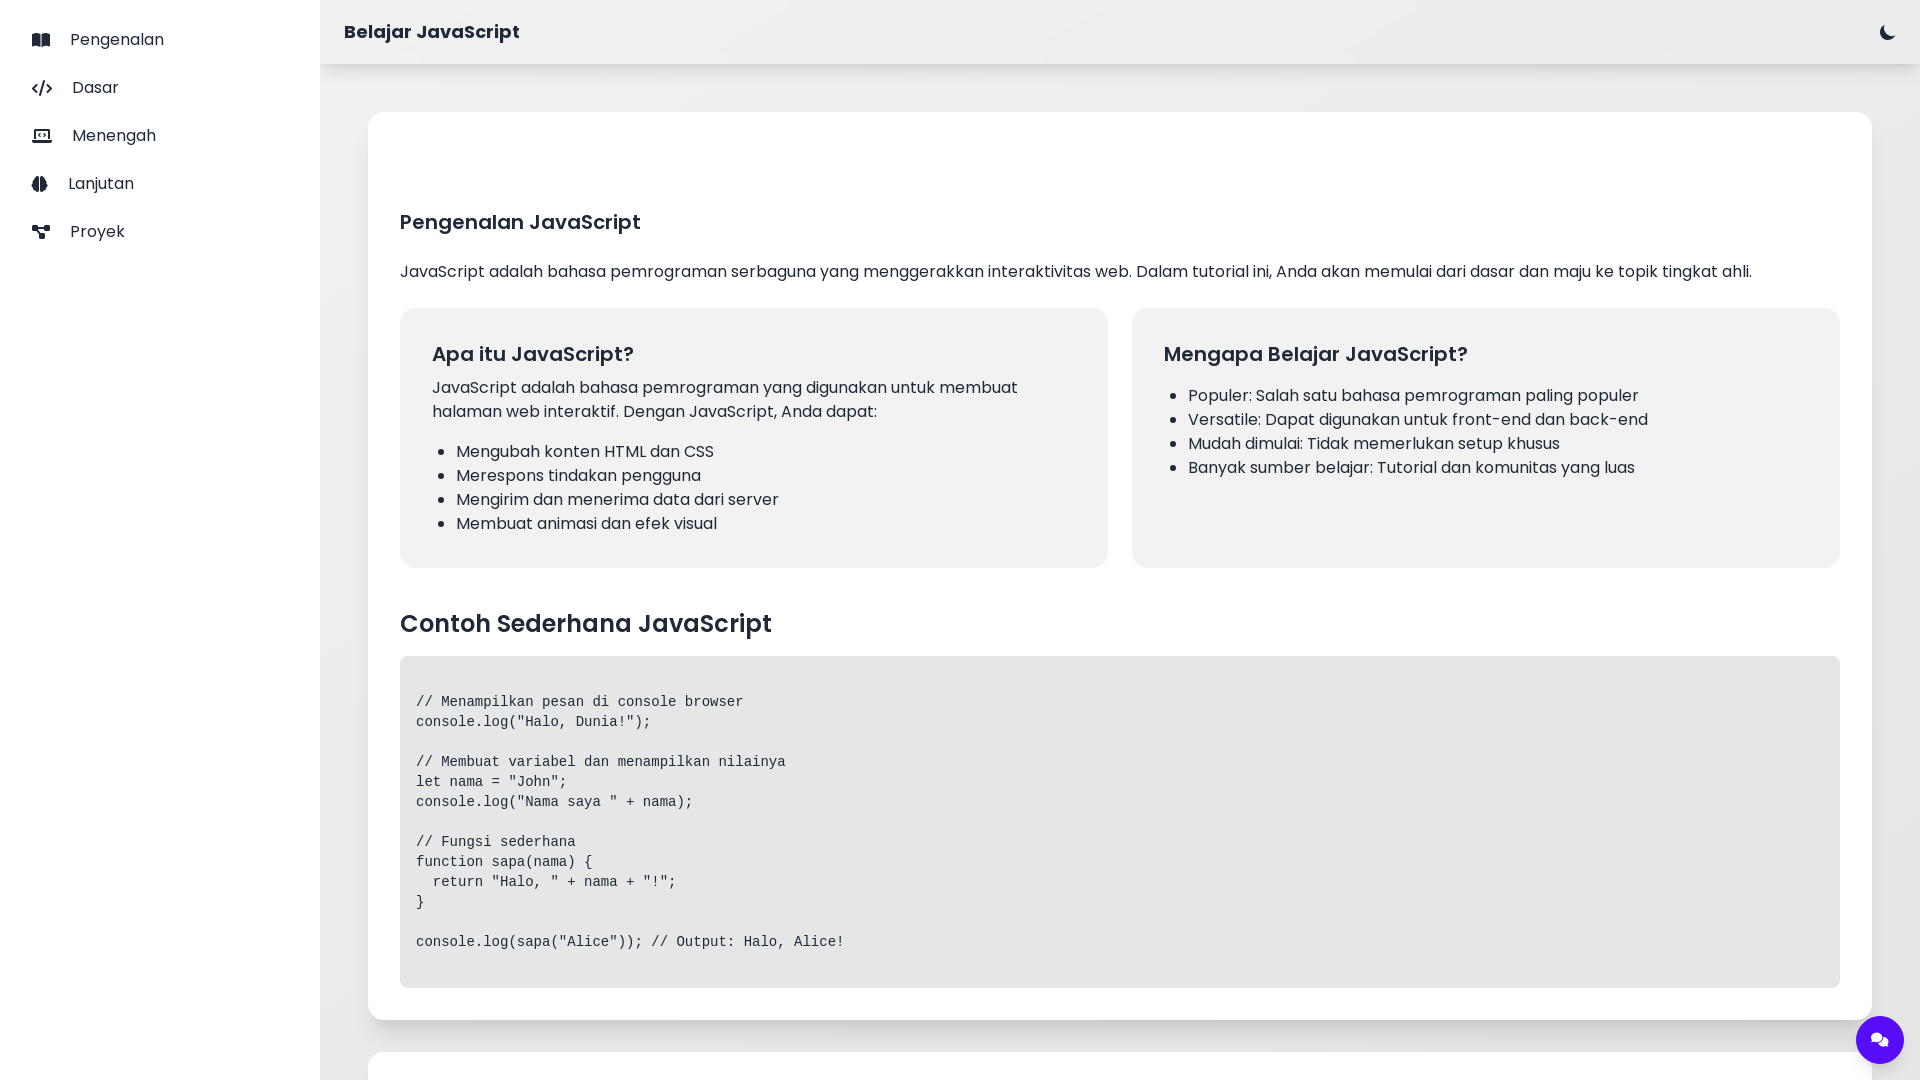 Pengenalan
Dasar
Menengah
Lanjutan
Proyek
Belajar JavaScript
Pengenalan JavaScript
JavaScript adalah bahasa pemrograman serbaguna yang menggerakkan interaktivitas web. Dalam tutorial ini, Anda akan memulai dari dasar dan maju ke topik tingkat ahli.
Apa itu JavaScript?
JavaScript adalah bahasa pemrograman yang digunakan untuk membuat
halaman web interaktif. Dengan JavaScript, Anda dapat:
Mengubah konten HTML dan CSS
Merespons tindakan pengguna
Mengirim dan menerima data dari server
Membuat animasi dan efek visual
Mengapa Belajar JavaScript?
Populer: Salah satu bahasa pemrograman paling populer
Versatile: Dapat digunakan untuk front-end dan back-end
Mudah dimulai: Tidak memerlukan setup khusus
Banyak sumber belajar: Tutorial dan komunitas yang luas
Contoh Sederhana JavaScript
// Menampilkan pesan di console browser
console.log("Halo, Dunia!");
// Membuat variabel dan menampilkan nilainya
let nama = "John";
console.log("Nama saya " + nama);
// Fungsi sederhana
function sapa(nama) {
  return "Halo, " + nama + "!";
}
console.log(sapa("Alice")); // Output: Halo, Alice!